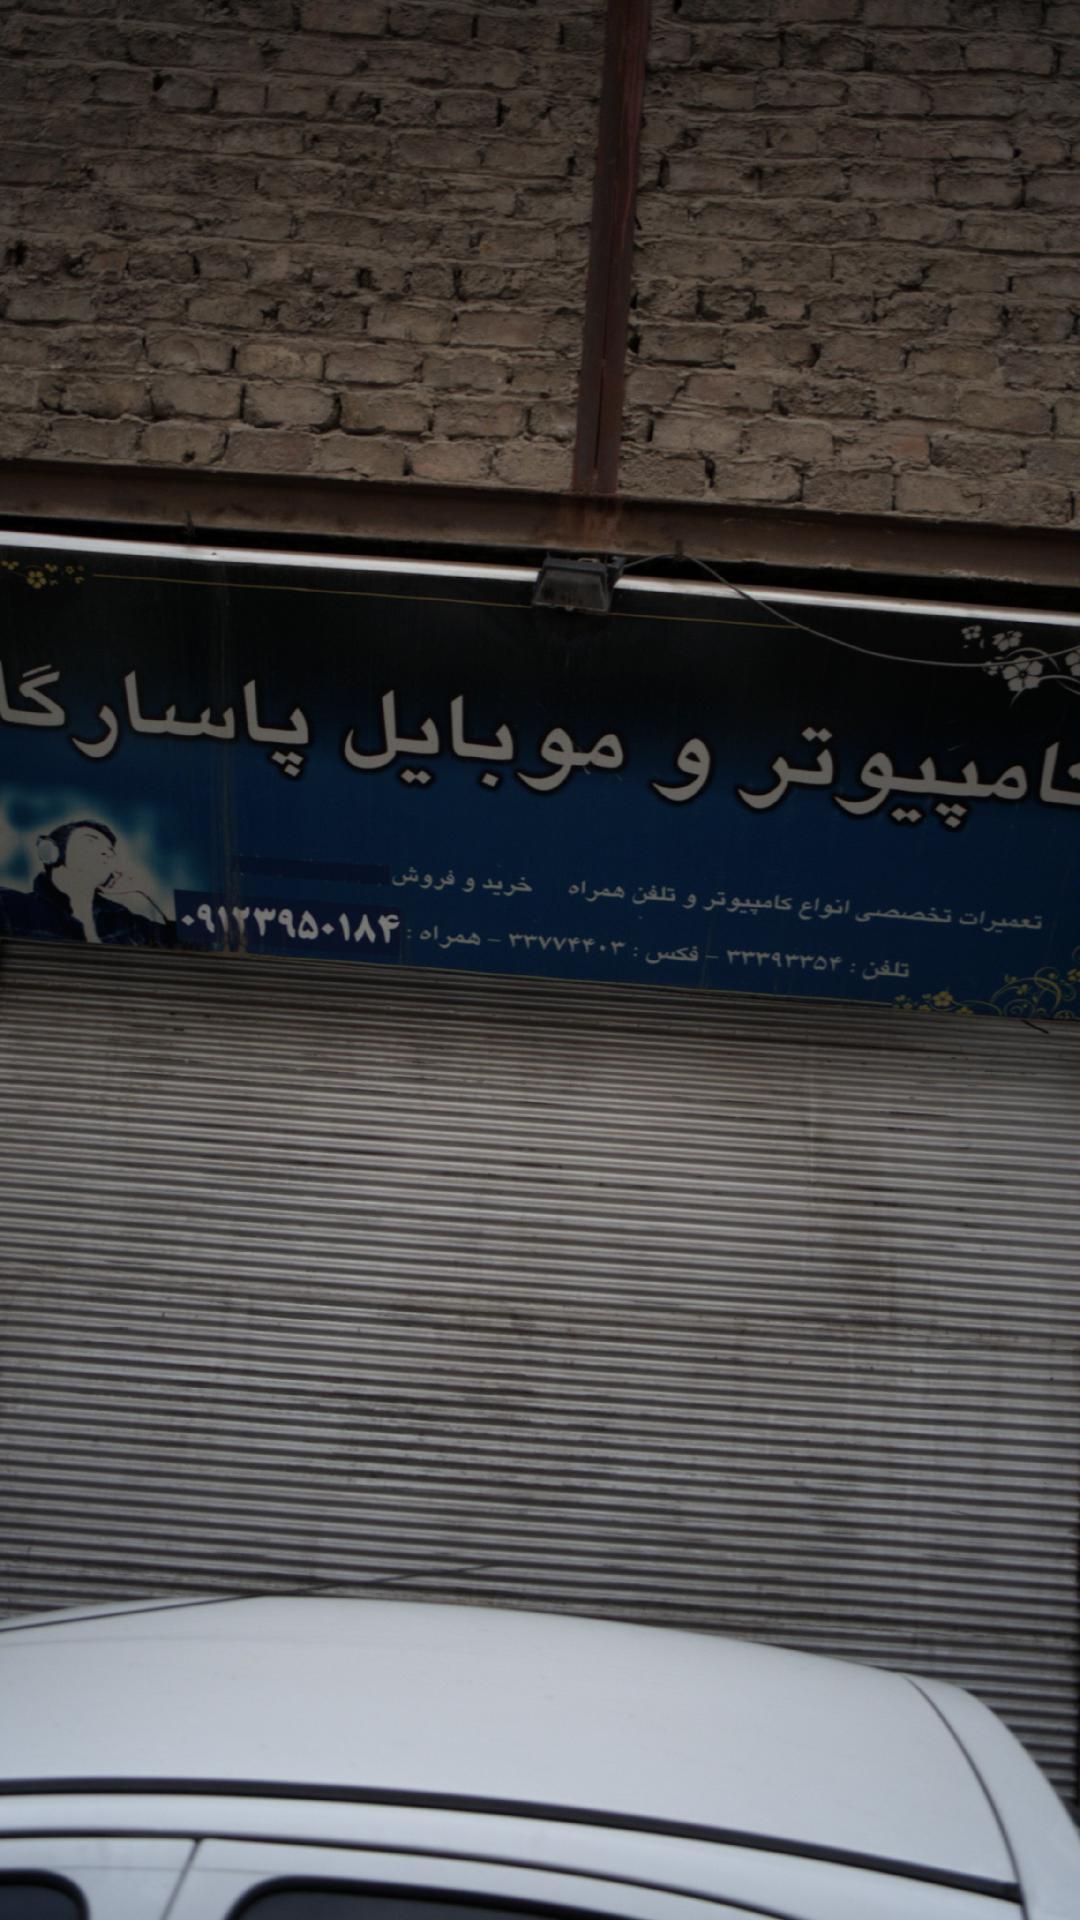 کامپیوتر و موبایل پاسارگا
تعمیرات تخصصی انواع کامپیوتر و تلفن همراه خرید و فروش
تلفن : ۳۳۳۹۳۳۵۴ – فکس : ۳۳۷۷۴۴۰۳ – همراه : ۰۹۱۲۳۹۵۰۱۸۴